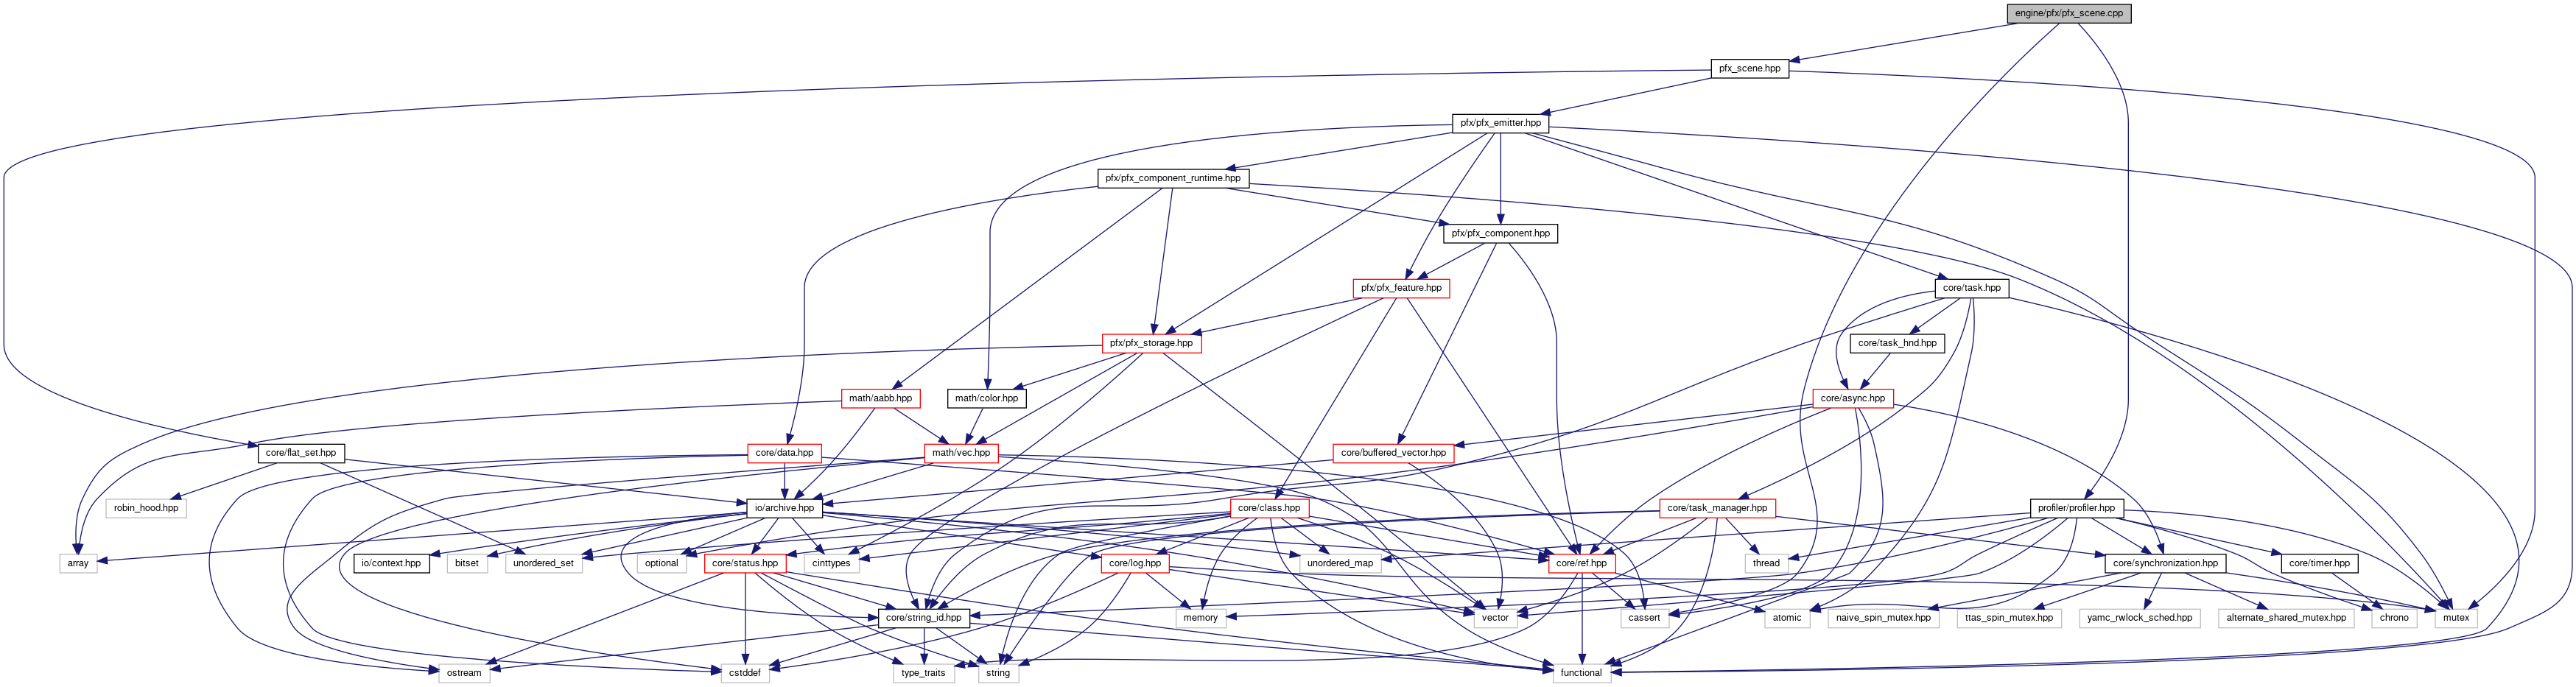 engine/pfx/pfx_scene.cpp
pfx_scene.hpp
pfx/pfx_emitter.hpp
pfx/pfx_component_runtime.hpp
pfx/pfx_component.hpp
pfx/pfx_feature.hpp
core/task.hpp
pfx/pfx_storage.hpp
core/task_hnd.hpp
math/aabb.hpp
math/color.hpp
core/async.hpp
core/flat_set.hpp
core/data.hpp
math/vec.hpp
core/buffered_vector.hpp
robin_hood.hpp
io/archive.hpp
core/class.hpp
core/task_manager.hpp
profiler/profiler.hpp
array
io/context.hpp
bitset
unordered_set
optional
core/status.hpp
cinttypes
core/log.hpp
unordered_map
core/ref.hpp
thread
core/synchronization.hpp
core/timer.hpp
core/string_id.hpp
memory
vector
cassert
atomic
naive_spin_mutex.hpp
ttas_spin_mutex.hpp
yamc_rwlock_sched.hpp
alternate_shared_mutex.hpp
chrono
mutex
ostream
cstddef
type_traits
string
functional